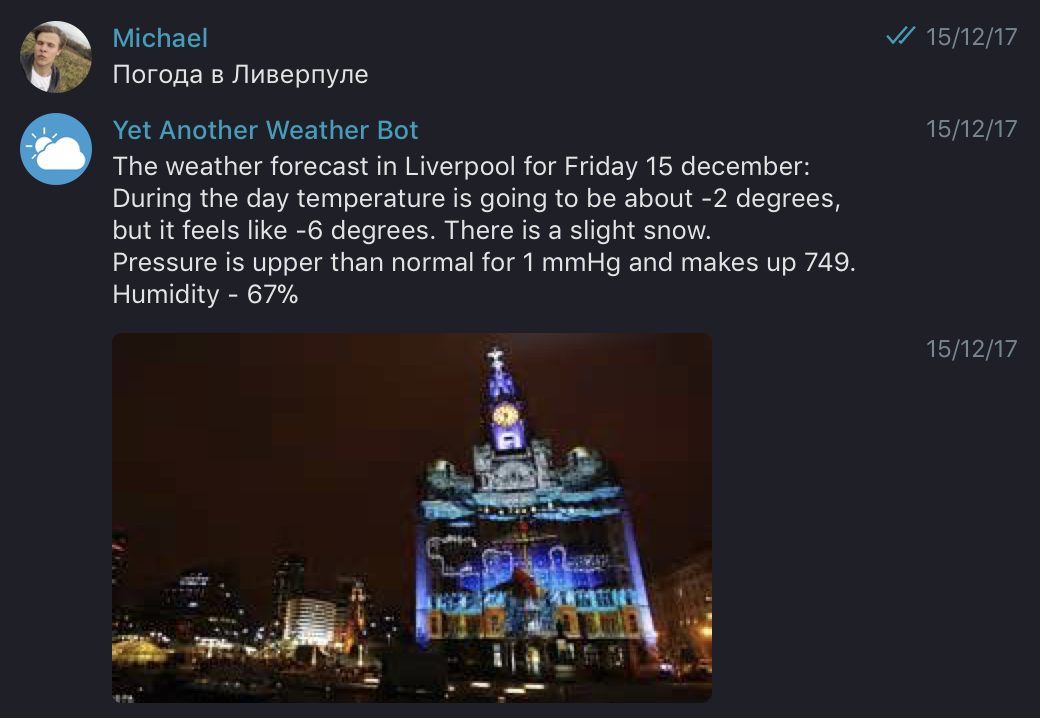 Michael
15/12/17
Погода в Ливерпуле
Yet Another Weather Bot
15/12/17
The weather forecast in Liverpool for Friday 15 december:
During the day temperature is going to be about -2 degrees,
but it feels like -6 degrees. There is a slight snow.
Pressure is upper than normal for 1 mmHg and makes up 749.
Humidity - 67%
15/12/17